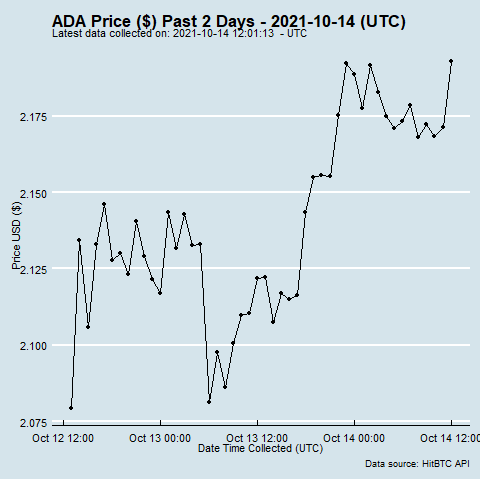 ADA Price ($) Past 2 Days - 2021-10-14 (UTC)
Latest data collected on: 2021-10-14 12:01:13  - UTC
Price USD ($)
2.175
2.150
2.125
2.100
2.075
Oct 12 12:00
Oct 13 00:00
Oct 13 12:00
Oct 14 00:00
Oct 14 12:00
Date Time Collected (UTC)
Data source: HitBTC API